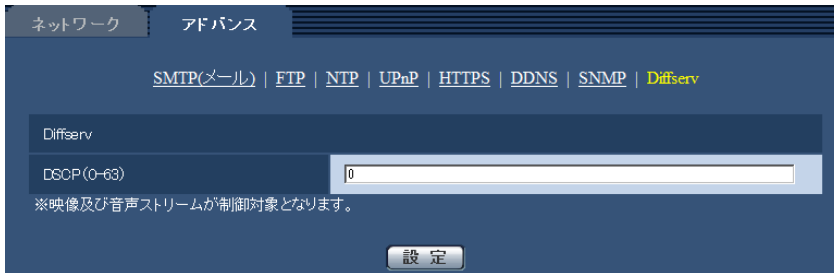 ネットワーク アドバンス
SMTP(メール) | FTP | NTP | UPnP | HTTPS | DDNS | SNMP | Diffserv
Diffserv
DSCP(0-63) 0
※映像及び音声ストリームが制御対象となります。
設 定